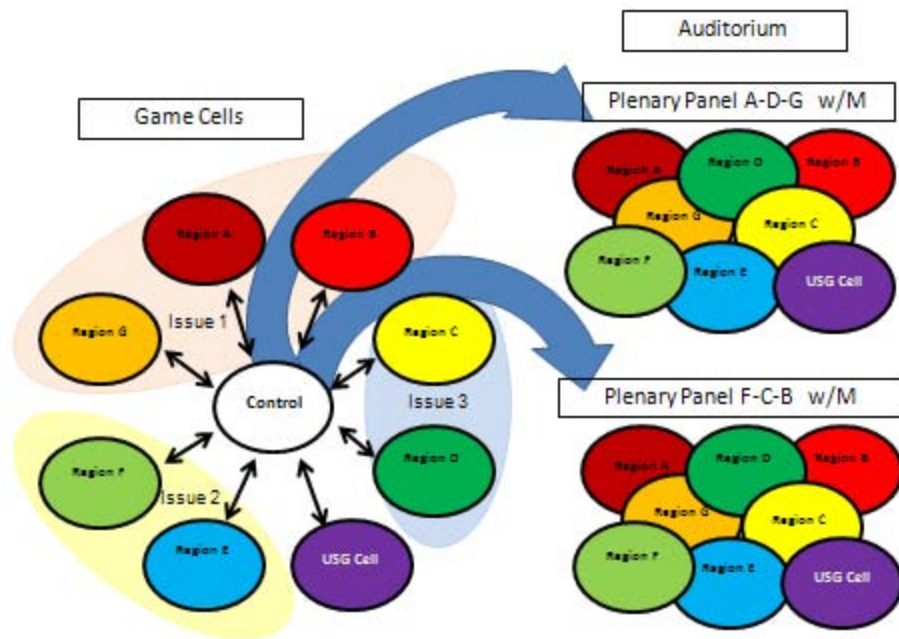 Auditorium
Plenary Panel A-D-G w/M
Game Cells
Region A
Region B
Region G
Issue 1
Region C
Control
Issue 3
Region F
Region D
Issue 2
Region E
USG Cell
Region A
Region D
Region B
Region G
Region C
Region F
Region E
USG Cell
Plenary Panel F-C-B w/M
Region A
Region D
Region B
Region G
Region C
Region F
Region E
USG Cell